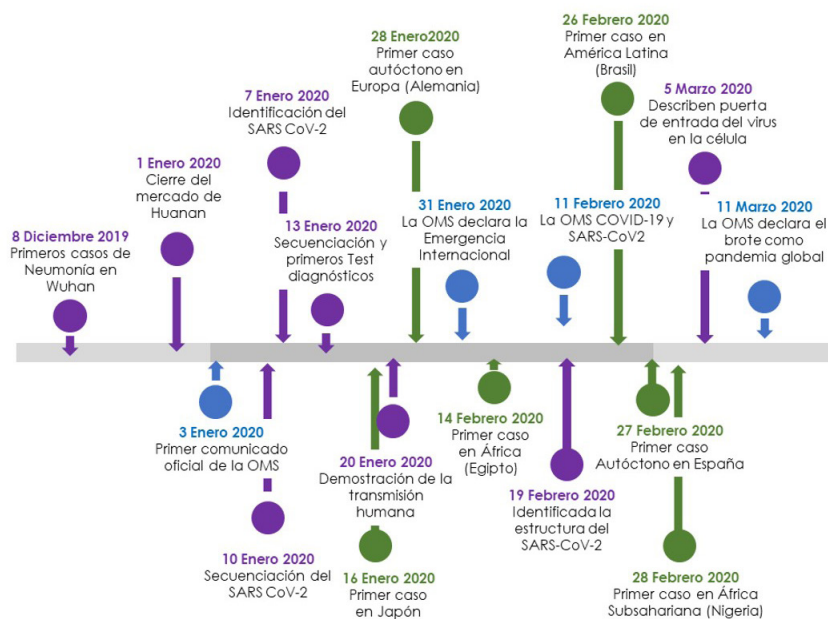 8 Diciembre 2019
Primeros casos de
Neumonía en
Wuhan
1 Enero 2020
Cierre del
mercado de
Huanan
7 Enero 2020
Identificación del
SARS CoV-2
13 Enero 2020
Secuenciación y
primeros Test
diagnósticos
28 Enero2020
Primer caso
autóctono en
Europa (Alemania)
31 Enero 2020
La OMS declara la
Emergencia
Internacional
11 Febrero 2020
La OMS COVID-19 y
SARS-CoV2
26 Febrero 2020
Primer caso en
América Latina
(Brasil)
5 Marzo 2020
Describen puerta
de entrada del virus
en la célula
11 Marzo 2020
La OMS declara el
brote como
pandemia global
3 Enero 2020
Primer comunicado
oficial de la OMS
10 Enero 2020
Secuenciación del
SARS CoV-2
20 Enero 2020
Demostración de la
transmisión
humana
16 Enero 2020
Primer caso
en Japón
14 Febrero 2020
Primer caso
en África
(Egipto)
19 Febrero 2020
Identificada la
estructura del
SARS-CoV-2
27 Febrero 2020
Primer caso
Autóctono en España
28 Febrero 2020
Primer caso en África
Subsahariana (Nigeria)